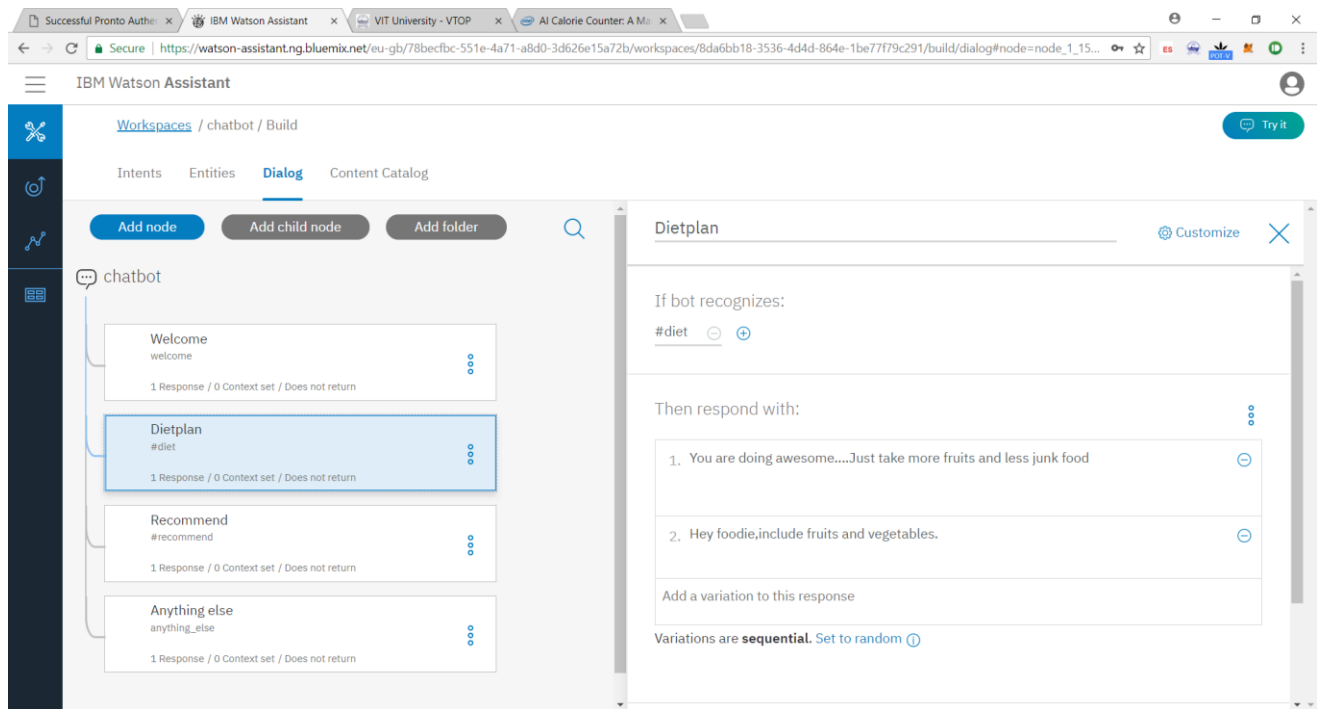 Successful Pronto Authe
IBM Watson Assistant
VIT University - VTOP
AI Calorie Counter: A Ma
Secure | https://watson-assistant.ng.bluemix.net/eu-gb/78becfbc-551e-4a71-a8d0-3d626e15a72b/workspaces/8da6bb18-3536-4d4d-864e-1be77f79c291/build/dialog#node=node_1_15...
ES
POT-V
IBM Watson Assistant
Workspaces / chatbot / Build
Try it
Intents Entities Dialog Content Catalog
Add node Add child node Add folder
chatbot
Welcome
welcome
1 Response / 0 Context set / Does not return
Dietplan
#diet
1 Response / 0 Context set / Does not return
Recommend
#recommend
1 Response / 0 Context set / Does not return
Anything else
anything_else
1 Response / 0 Context set / Does not return
Dietplan
Customize
If bot recognizes:
#diet
Then respond with:
1. You are doing awesome....Just take more fruits and less junk food
2. Hey foodie,include fruits and vegetables.
Add a variation to this response
Variations are sequential. Set to random